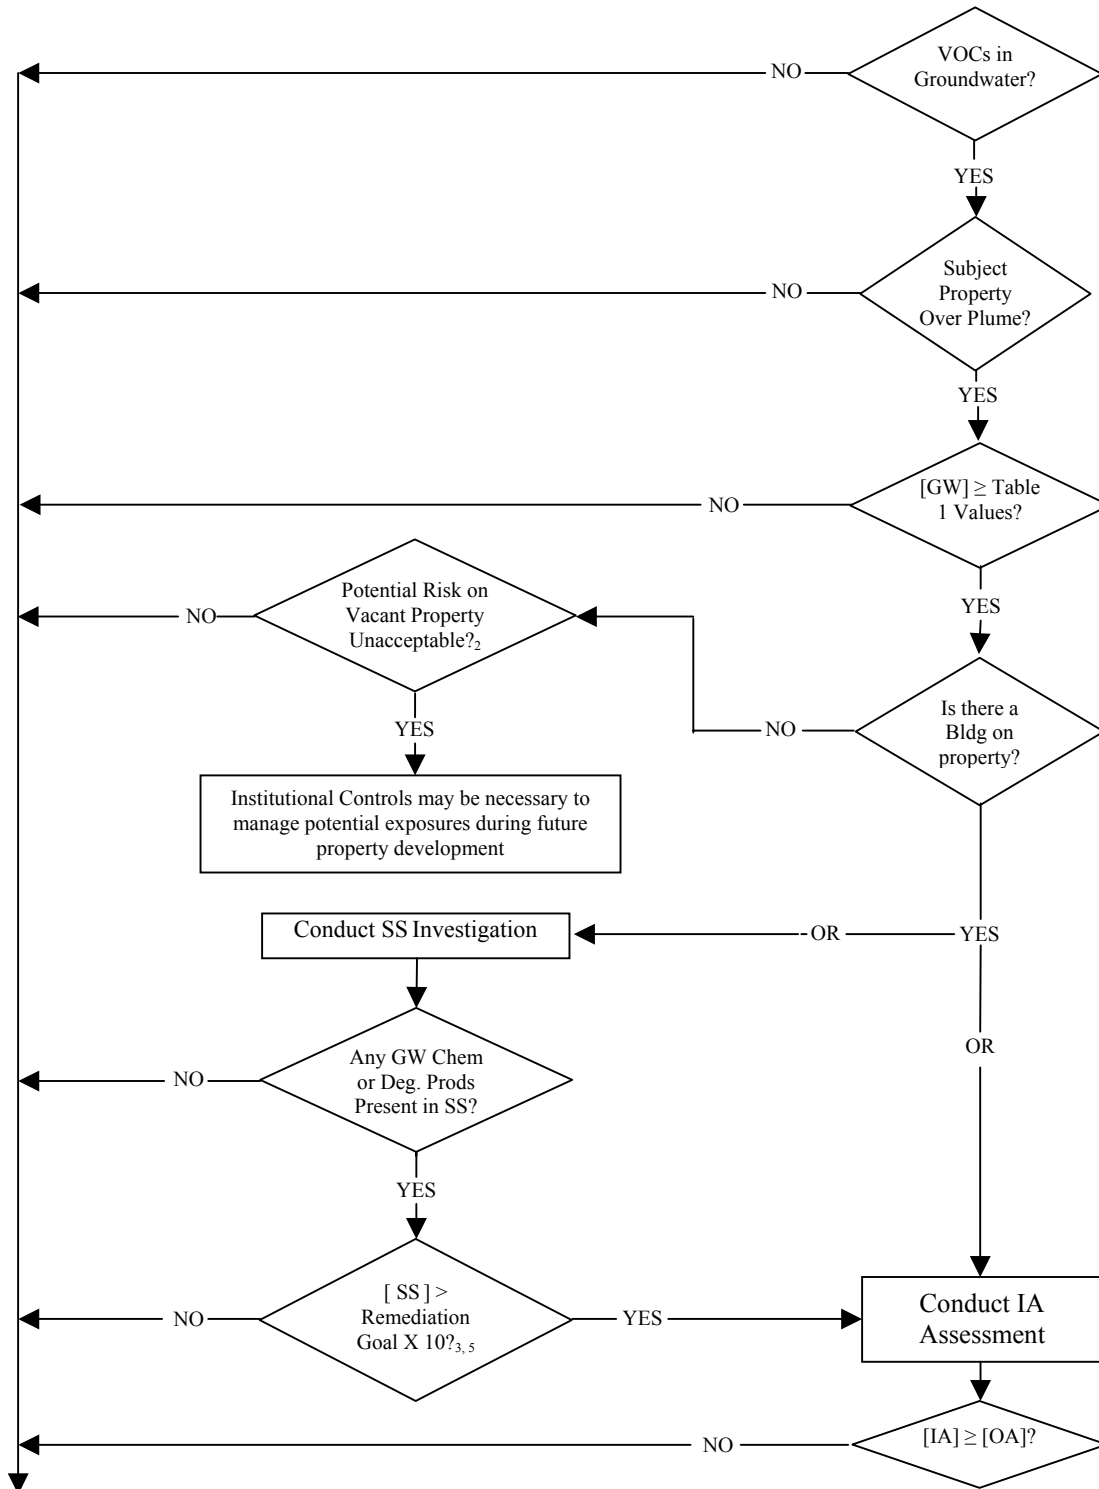 VOCs in
Groundwater?
NO
YES
Subject
Property
Over Plume?
NO
YES
[GW] ≥ Table
1 Values?
NO
YES
Potential Risk on
Vacant Property
Unacceptable?2
NO
YES
Is there a
Bldg on
property?
NO
Institutional Controls may be necessary to
manage potential exposures during future
property development
Conduct SS Investigation
OR
YES
OR
Any GW Chem
or Deg. Prods
Present in SS?
NO
YES
[ SS ] >
Remediation
Goal X 10?3, 5
NO
YES
Conduct IA
Assessment
[IA] ≥ [OA]?
NO